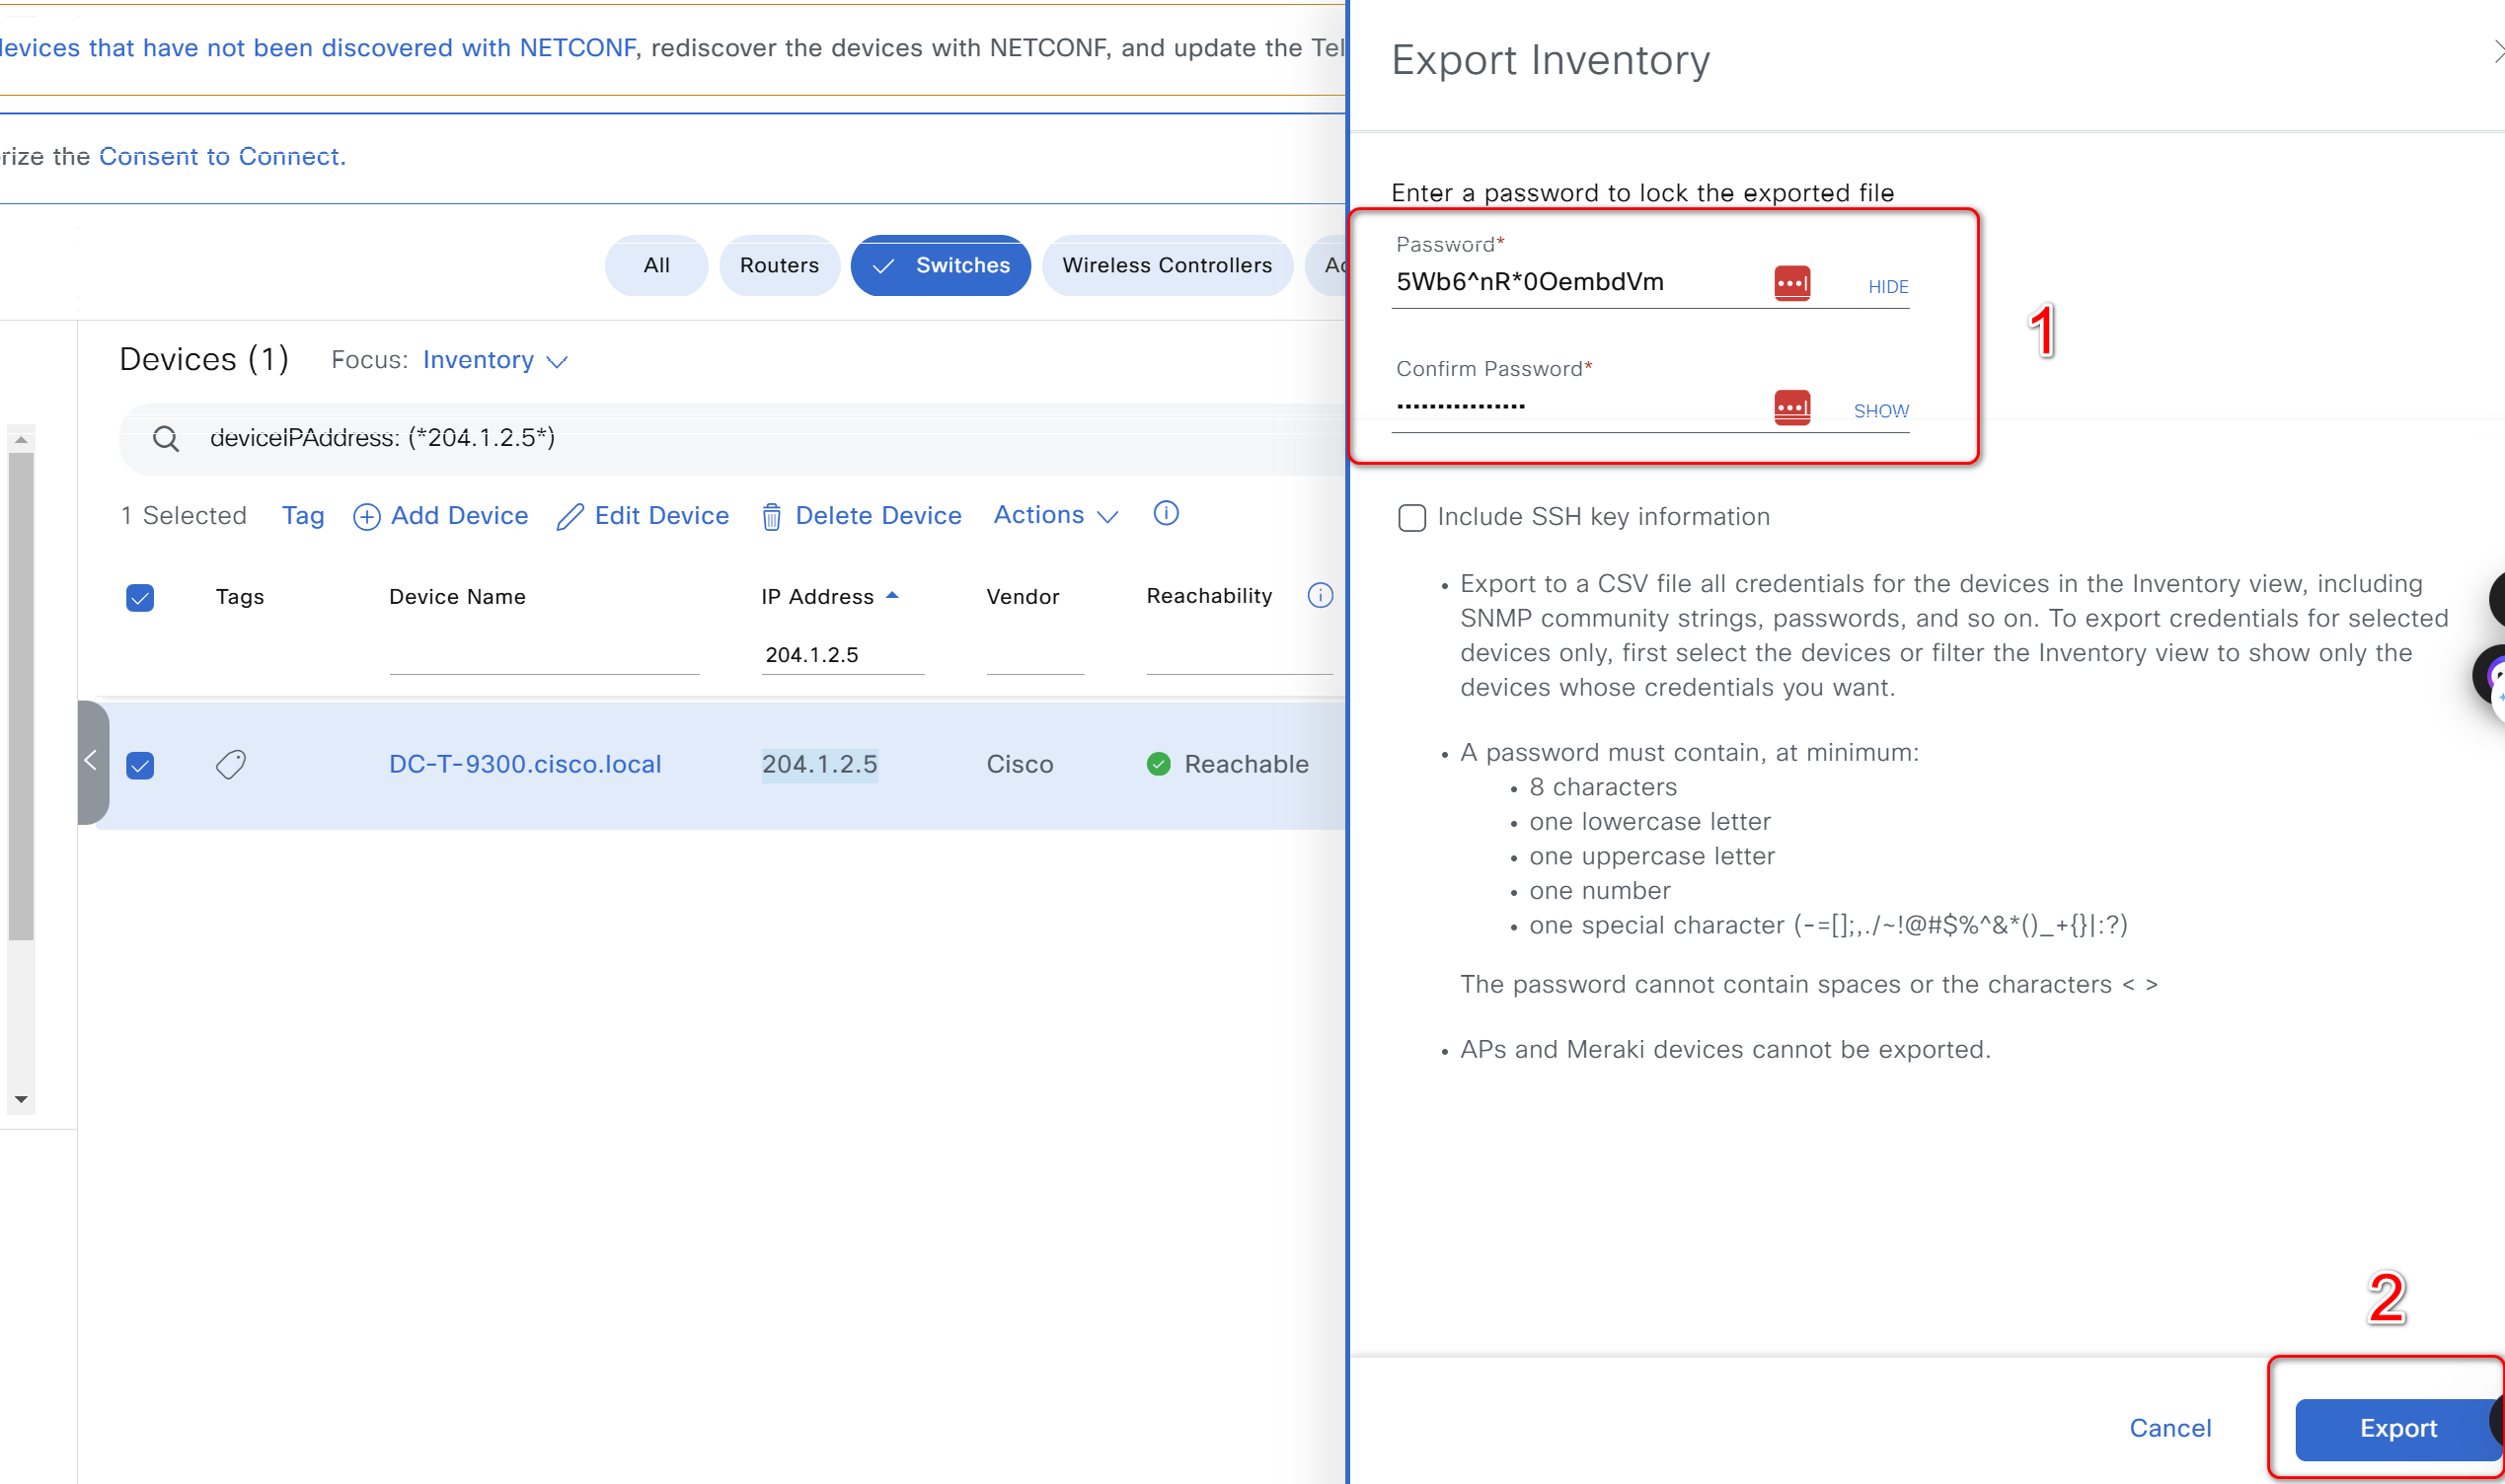 devices that have not been discovered with NETCONF, rediscover the devices with NETCONF, and update the Tel
rize the Consent to Connect.
All Routers Switches Wireless Controllers
Devices (1) Focus: Inventory
deviceIPAddress: (*204.1.2.5*)
1 Selected Tag Add Device Edit Device Delete Device Actions
Tags Device Name IP Address Vendor Reachability
204.1.2.5
DC-T-9300.cisco.local 204.1.2.5 Cisco Reachable
Export Inventory
Enter a password to lock the exported file
Password*
5Wb6^nR*0OembdVm HIDE
1
Confirm Password*
•••••••••••••••• SHOW
Include SSH key information
• Export to a CSV file all credentials for the devices in the Inventory view, including
SNMP community strings, passwords, and so on. To export credentials for selected
devices only, first select the devices or filter the Inventory view to show only the
devices whose credentials you want.
• A password must contain, at minimum:
• 8 characters
• one lowercase letter
• one uppercase letter
• one number
• one special character (-=[];,./~!@#$%^&*()_+{}|:?)
The password cannot contain spaces or the characters < >
• APs and Meraki devices cannot be exported.
2
Cancel Export